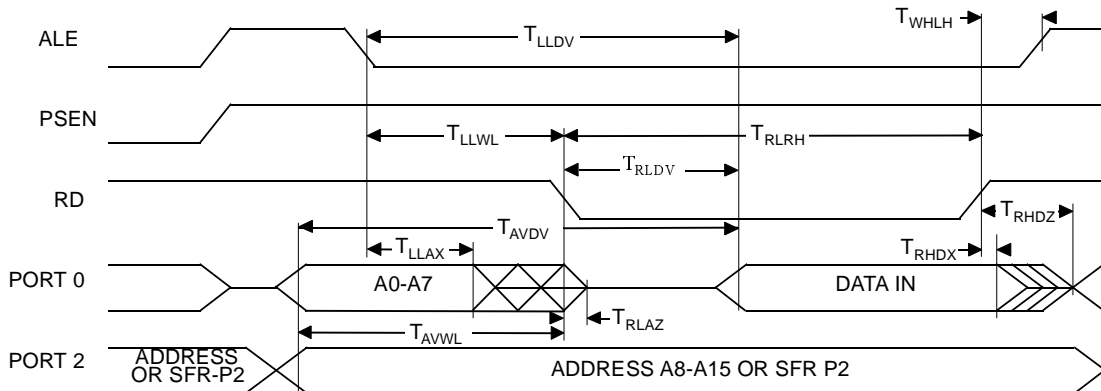 T_WHLH
ALE
T_LLDV
PSEN
T_LLWL
T_RLRH
T_RLDV
RD
T_AVDV
T_RHDZ
T_LLAX
T_RHDX
PORT 0
A0-A7
DATA IN
T_RLAZ
T_AVWL
PORT 2
ADDRESS
OR SFR-P2
ADDRESS A8-A15 OR SFR P2